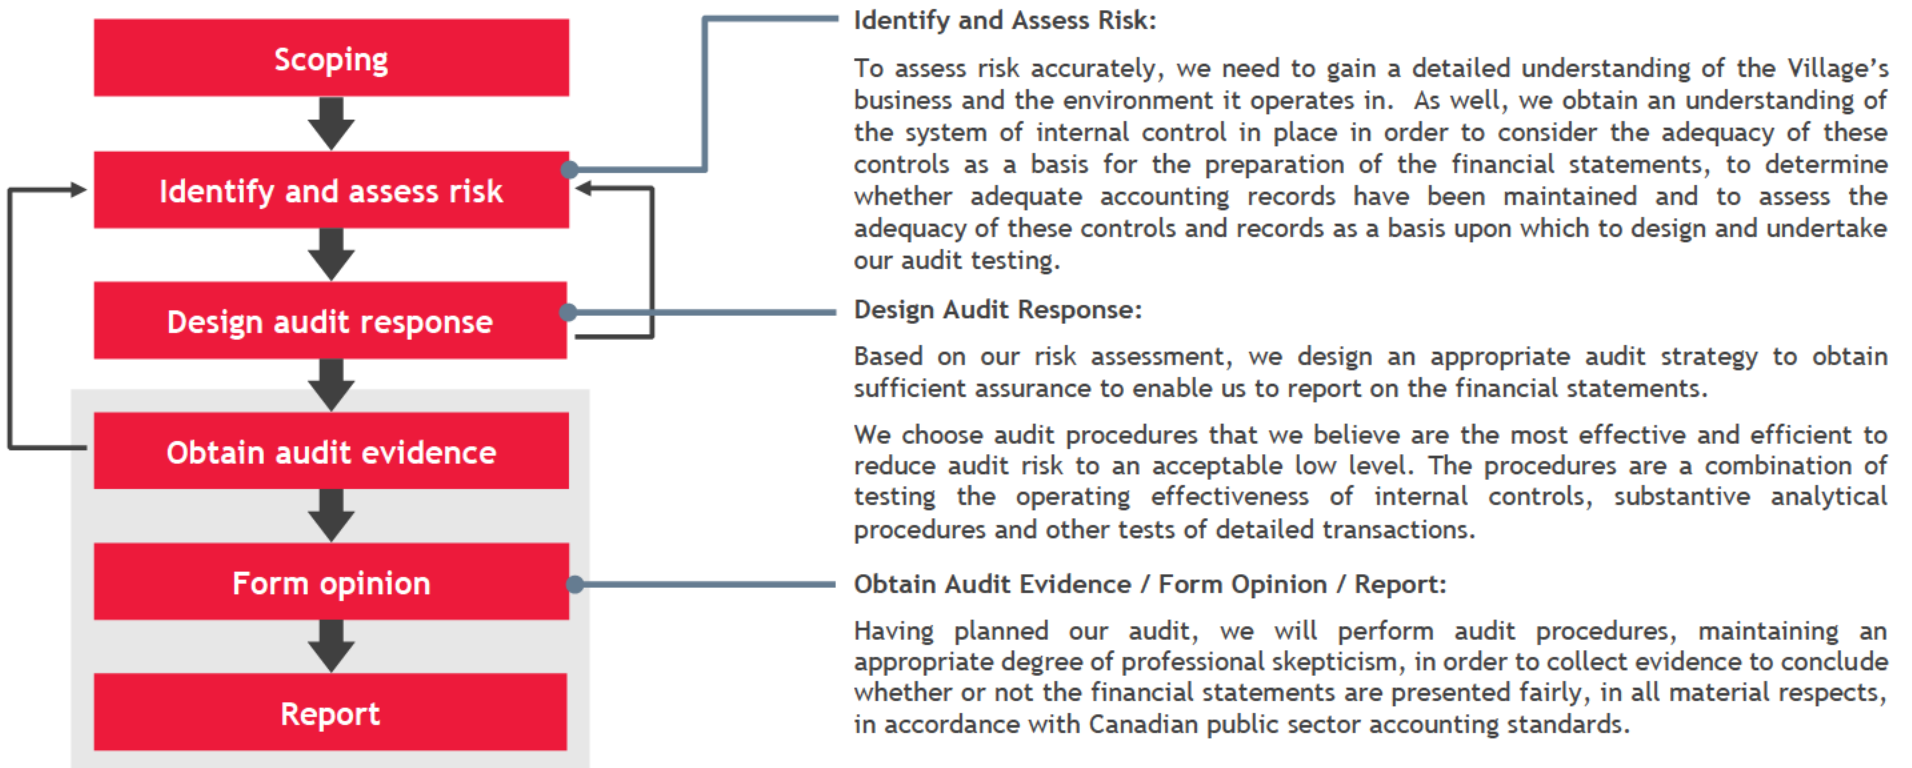 Scoping
Identify and assess risk
Design audit response
Obtain audit evidence
Form opinion
Report
Identify and Assess Risk:
To assess risk accurately, we need to gain a detailed understanding of the Village’s
business and the environment it operates in. As well, we obtain an understanding of
the system of internal control in place in order to consider the adequacy of these
controls as a basis for the preparation of the financial statements, to determine
whether adequate accounting records have been maintained and to assess the
adequacy of these controls and records as a basis upon which to design and undertake
our audit testing.
Design Audit Response:
Based on our risk assessment, we design an appropriate audit strategy to obtain
sufficient assurance to enable us to report on the financial statements.
We choose audit procedures that we believe are the most effective and efficient to
reduce audit risk to an acceptable low level. The procedures are a combination of
testing the operating effectiveness of internal controls, substantive analytical
procedures and other tests of detailed transactions.
Obtain Audit Evidence / Form Opinion / Report:
Having planned our audit, we will perform audit procedures, maintaining an
appropriate degree of professional skepticism, in order to collect evidence to conclude
whether or not the financial statements are presented fairly, in all material respects,
in accordance with Canadian public sector accounting standards.